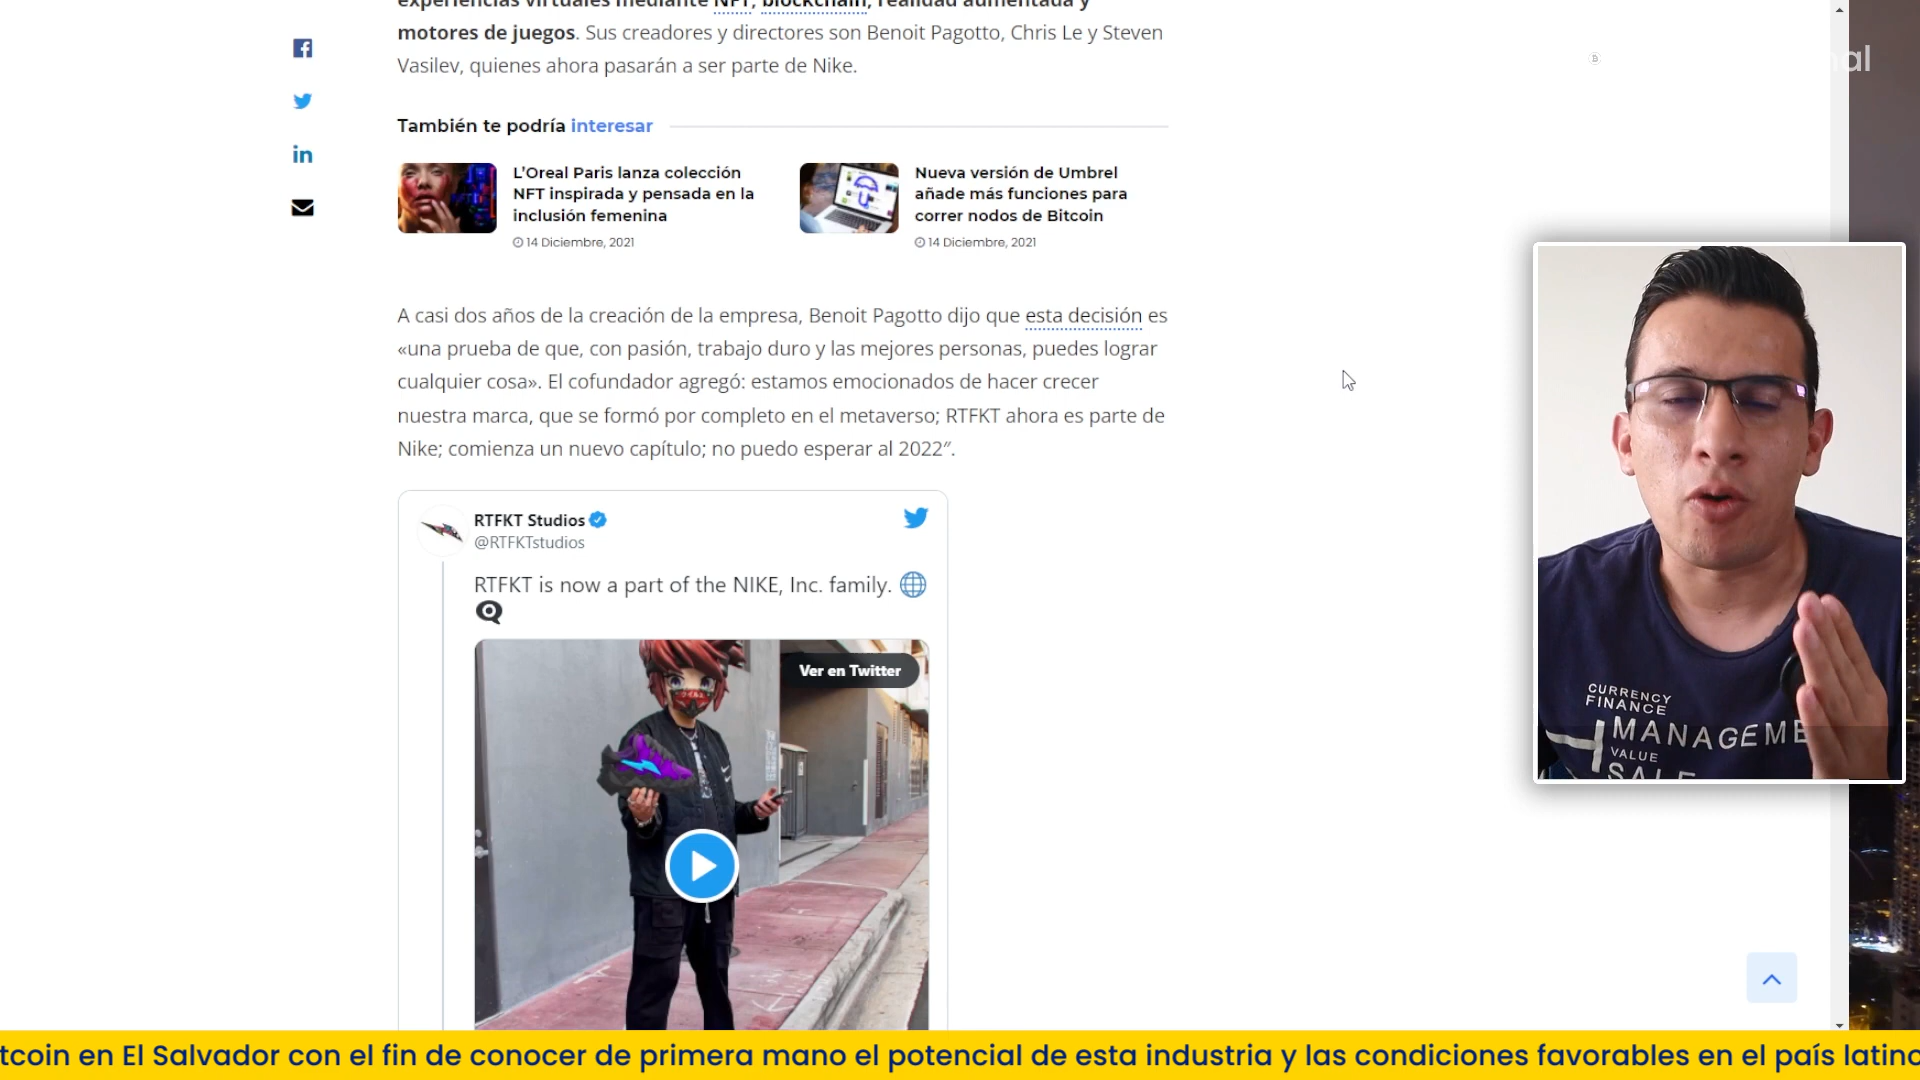 experiencias virtuales mediante NFT, blockchain, realidad aumentada y
motores de juegos. Sus creadores y directores son Benoit Pagotto, Chris Le y Steven
Vasilev, quienes ahora pasarán a ser parte de Nike.
También te podría interesar
L’Oreal Paris lanza colección
NFT inspirada y pensada en la
inclusión femenina
14 Diciembre, 2021
Nueva versión de Umbrel
añade más funciones para
correr nodos de Bitcoin
14 Diciembre, 2021
A casi dos años de la creación de la empresa, Benoit Pagotto dijo que esta decisión es
«una prueba de que, con pasión, trabajo duro y las mejores personas, puedes lograr
cualquier cosa». El cofundador agregó: estamos emocionados de hacer crecer
nuestra marca, que se formó por completo en el metaverso; RTFKT ahora es parte de
Nike; comienza un nuevo capítulo; no puedo esperar al 2022″.
RTFKT Studios
@RTFKTstudios
RTFKT is now a part of the NIKE, Inc. family.
Ver en Twitter
CURRENCY
FINANCE
MANAGEME
VALUE
SALE
tcoin en El Salvador con el fin de conocer de primera mano el potencial de esta industria y las condiciones favorables en el país latino